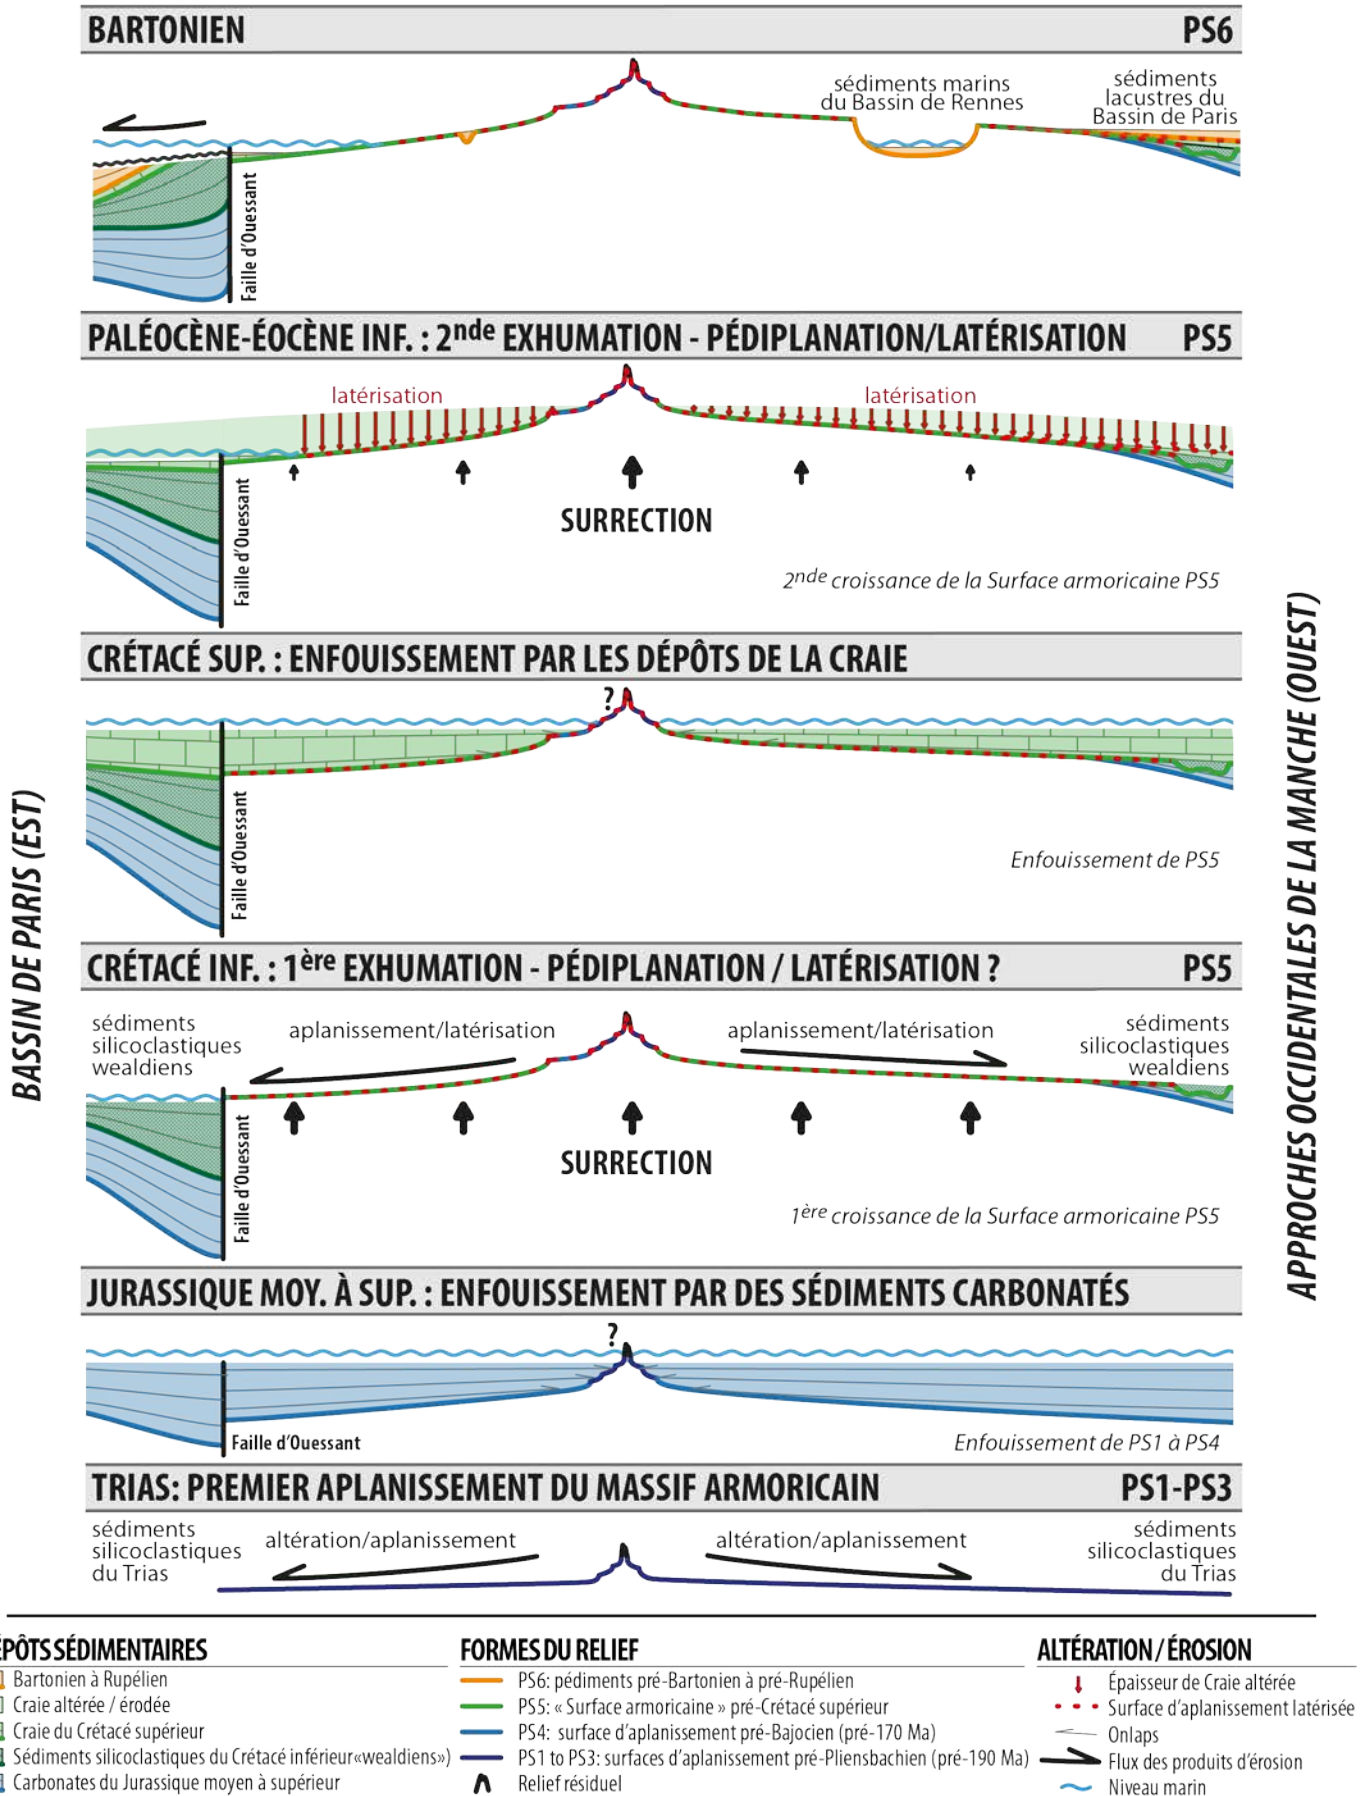 BARTONIEN PS6
sédiments marins
du Bassin de Rennes
sédiments
lacustres du
Bassin de Paris
Faille d'Ouessant
PALÉOCÈNE-ÉOCÈNE INF. : 2nde EXHUMATION - PÉDIPLANATION/LATÉRISATION PS5
latérisation
latérisation
SURRECTION
Faille d'Ouessant
2nde croissance de la Surface armoricaine PS5
CRÉTACÉ SUP. : ENFOUISSEMENT PAR LES DÉPÔTS DE LA CRAIE
?
Faille d'Ouessant
Enfouissement de PS5
BASSIN DE PARIS (EST)
APPROCHES OCCIDENTALES DE LA MANCHE (OUEST)
CRÉTACÉ INF. : 1ère EXHUMATION - PÉDIPLANATION / LATÉRISATION ? PS5
sédiments
silicoclastiques
wealdiens
aplanissement/latérisation
aplanissement/latérisation
sédiments
silicoclastiques
wealdiens
Faille d'Ouessant
SURRECTION
1ère croissance de la Surface armoricaine PS5
JURASSIQUE MOY. À SUP. : ENFOUISSEMENT PAR DES SÉDIMENTS CARBONATÉS
?
Faille d'Ouessant
Enfouissement de PS1 à PS4
TRIAS: PREMIER APLANISSEMENT DU MASSIF ARMORICAIN PS1-PS3
sédiments
silicoclastiques
du Trias
altération/aplanissement
altération/aplanissement
sédiments
silicoclastiques
du Trias
ÉPÔTS SÉDIMENTAIRES
Bartonien à Rupélien
Craie altérée / érodée
Craie du Crétacé supérieur
Sédiments silicoclastiques du Crétacé inférieur«wealdiens»)
Carbonates du Jurassique moyen à supérieur
FORMES DU RELIEF
PS6: pédiments pré-Bartonien à pré-Rupélien
PS5: « Surface armoricaine » pré-Crétacé supérieur
PS4: surface d'aplanissement pré-Bajocien (pré-170 Ma)
PS1 to PS3: surfaces d'aplanissement pré-Pliensbachien (pré-190 Ma)
Relief résiduel
ALTÉRATION / ÉROSION
Épaisseur de Craie altérée
Surface d'aplanissement latérisée
Onlaps
Flux des produits d'érosion
Niveau marin